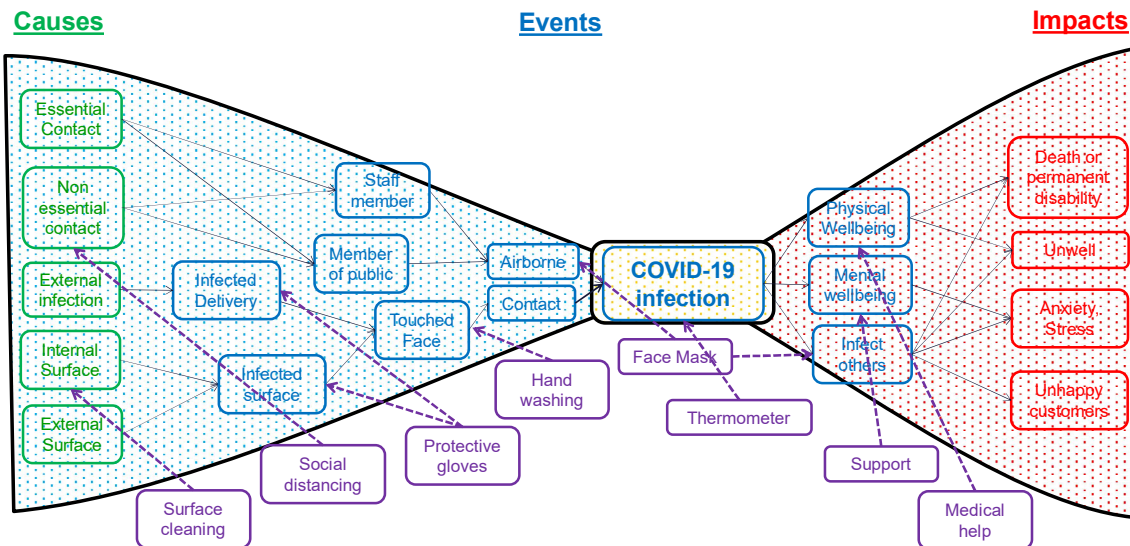 Causes
Events
Impacts
Essential
Contact
Non
essential
contact
External
infection
Internal
Surface
External
Surface
Infected
Delivery
Infected
surface
Staff
member
Member
of public
Touched
Face
Airborne
Contact
COVID-19
infection
Physical
Wellbeing
Mental
wellbeing
Infect
others
Death or
permanent
disability
Unwell
Anxiety,
Stress
Unhappy
customers
Surface
cleaning
Social
distancing
Protective
gloves
Hand
washing
Face Mask
Thermometer
Support
Medical
help